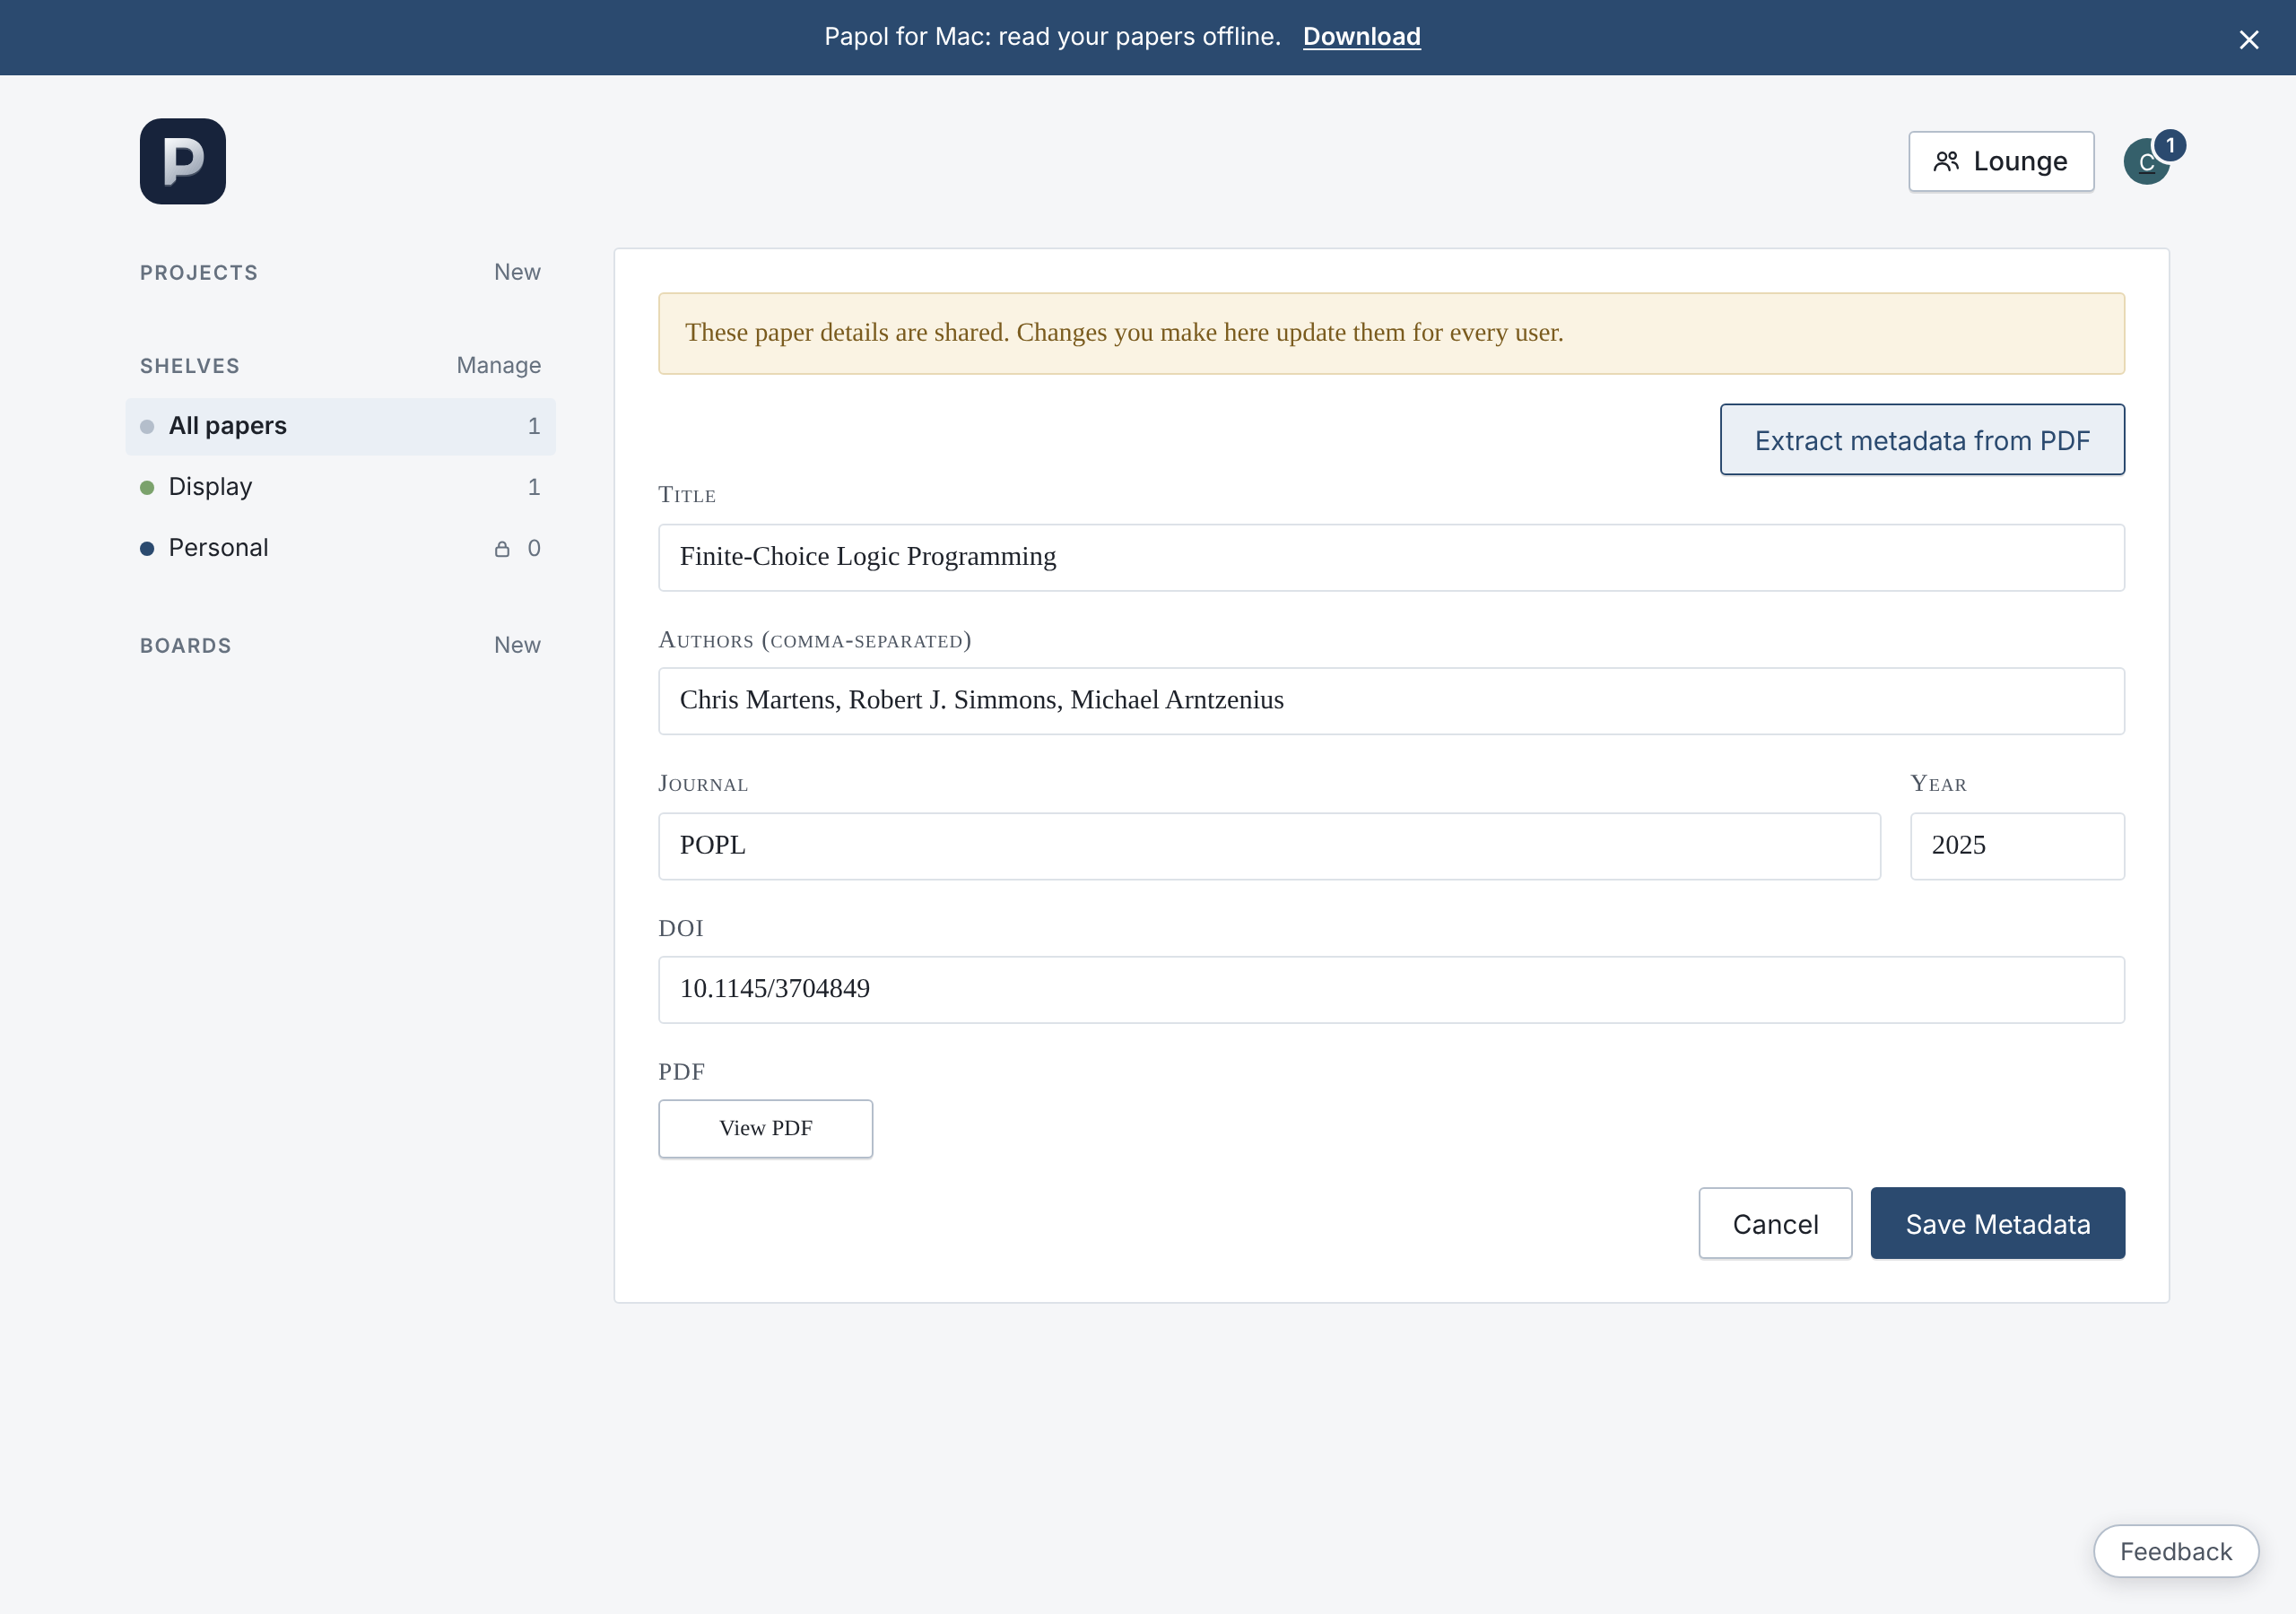 Papol for Mac: read your papers offline. Download
P
Lounge
C
1
PROJECTS New
SHELVES Manage
All papers 1
Display 1
Personal 0
BOARDS New
These paper details are shared. Changes you make here update them for every user.
Extract metadata from PDF
Title
Finite-Choice Logic Programming
Authors (comma-separated)
Chris Martens, Robert J. Simmons, Michael Arntzenius
Journal Year
POPL 2025
DOI
10.1145/3704849
PDF
View PDF
Cancel Save Metadata
Feedback